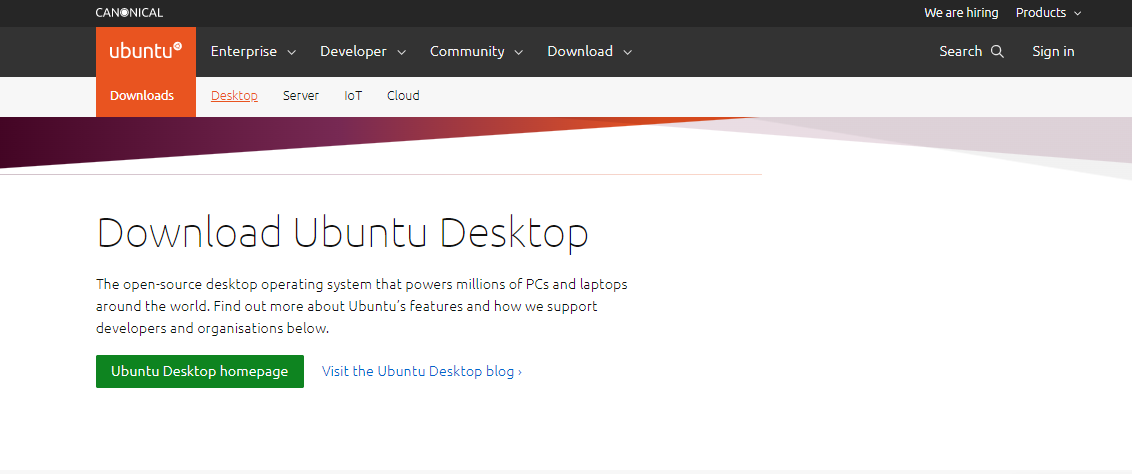 CANONICAL
We are hiring
Products
ubuntu
Enterprise
Developer
Community
Download
Search
Sign in
Downloads
Desktop
Server
IoT
Cloud
Download Ubuntu Desktop
The open-source desktop operating system that powers millions of PCs and laptops
around the world. Find out more about Ubuntu’s features and how we support
developers and organisations below.
Ubuntu Desktop homepage
Visit the Ubuntu Desktop blog ›